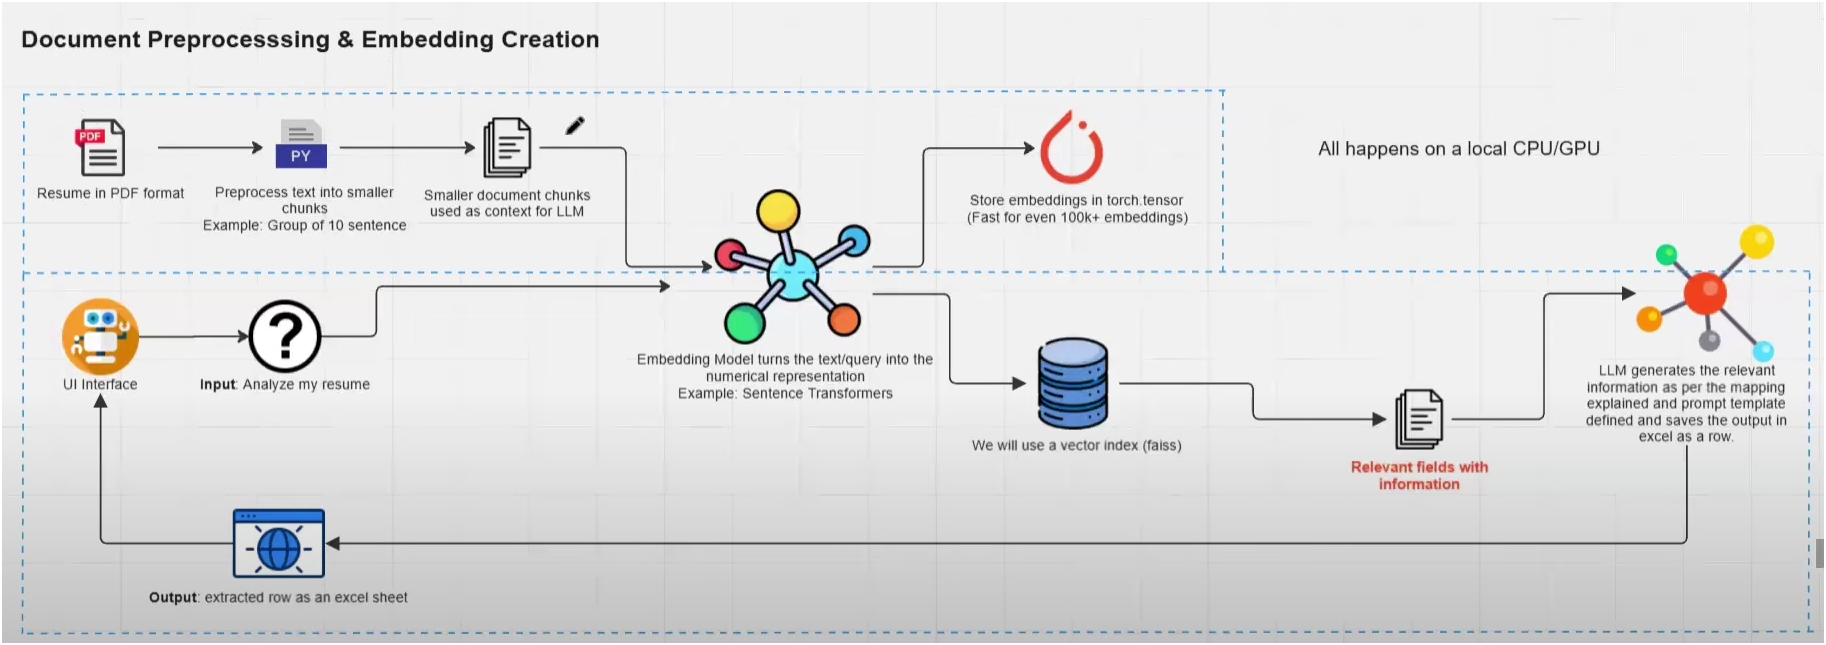 Document Preprocesssing & Embedding Creation
PDF
Resume in PDF format
PY
Preprocess text into smaller
chunks
Example: Group of 10 sentence
Smaller document chunks
used as context for LLM
Store embeddings in torch.tensor
(Fast for even 100k+ embeddings)
All happens on a local CPU/GPU
UI Interface
?
Input: Analyze my resume
Embedding Model turns the text/query into the
numerical representation
Example: Sentence Transformers
We will use a vector index (faiss)
Relevant fields with
information
LLM generates the relevant
information as per the mapping
explained and prompt template
defined and saves the output in
excel as a row.
Output: extracted row as an excel sheet